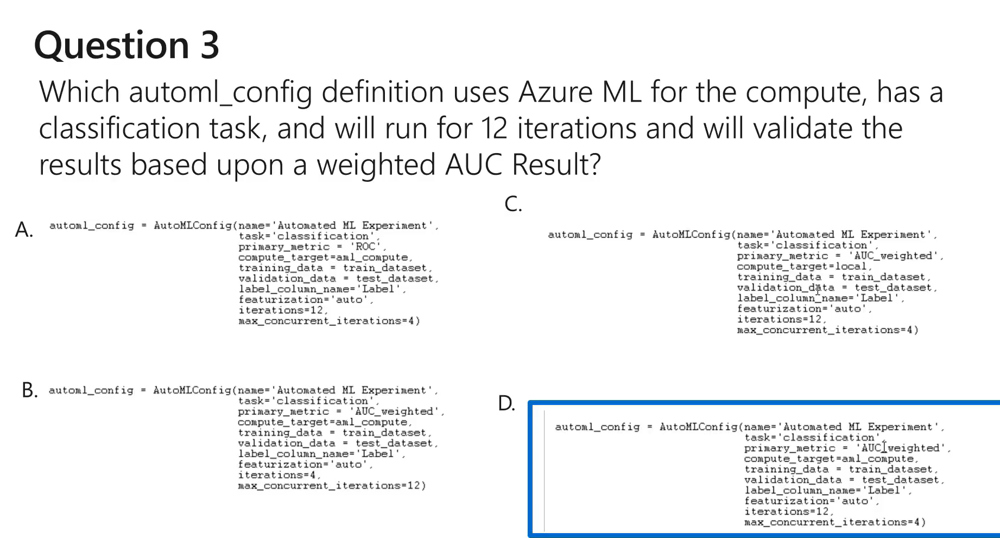 Question 3
Which automl_config definition uses Azure ML for the compute, has a
classification task, and will run for 12 iterations and will validate the
results based upon a weighted AUC Result?
A.
automl_config = AutoMLConfig(name='Automated ML Experiment',
task='classification',
primary_metric = 'ROC',
compute_target=aml_compute,
training_data = train_dataset,
validation_data = test_dataset,
label_column_name='Label',
featurization='auto',
iterations=12,
max_concurrent_iterations=4)
B.
automl_config = AutoMLConfig(name='Automated ML Experiment',
task='classification',
primary_metric = 'AUC_weighted',
compute_target=aml_compute,
training_data = train_dataset,
validation_data = test_dataset,
label_column_name='Label',
featurization='auto',
iterations=4,
max_concurrent_iterations=12)
C.
automl_config = AutoMLConfig(name='Automated ML Experiment',
task='classification',
primary_metric = 'AUC_weighted',
compute_target=local,
training_data = train_dataset,
validation_data = test_dataset,
label_column_name='Label',
featurization='auto',
iterations=12,
max_concurrent_iterations=4)
D.
automl_config = AutoMLConfig(name='Automated ML Experiment',
task='classification',
primary_metric = 'AUC_weighted',
compute_target=aml_compute,
training_data = train_dataset,
validation_data = test_dataset,
label_column_name='Label',
featurization='auto',
iterations=12,
max_concurrent_iterations=4)